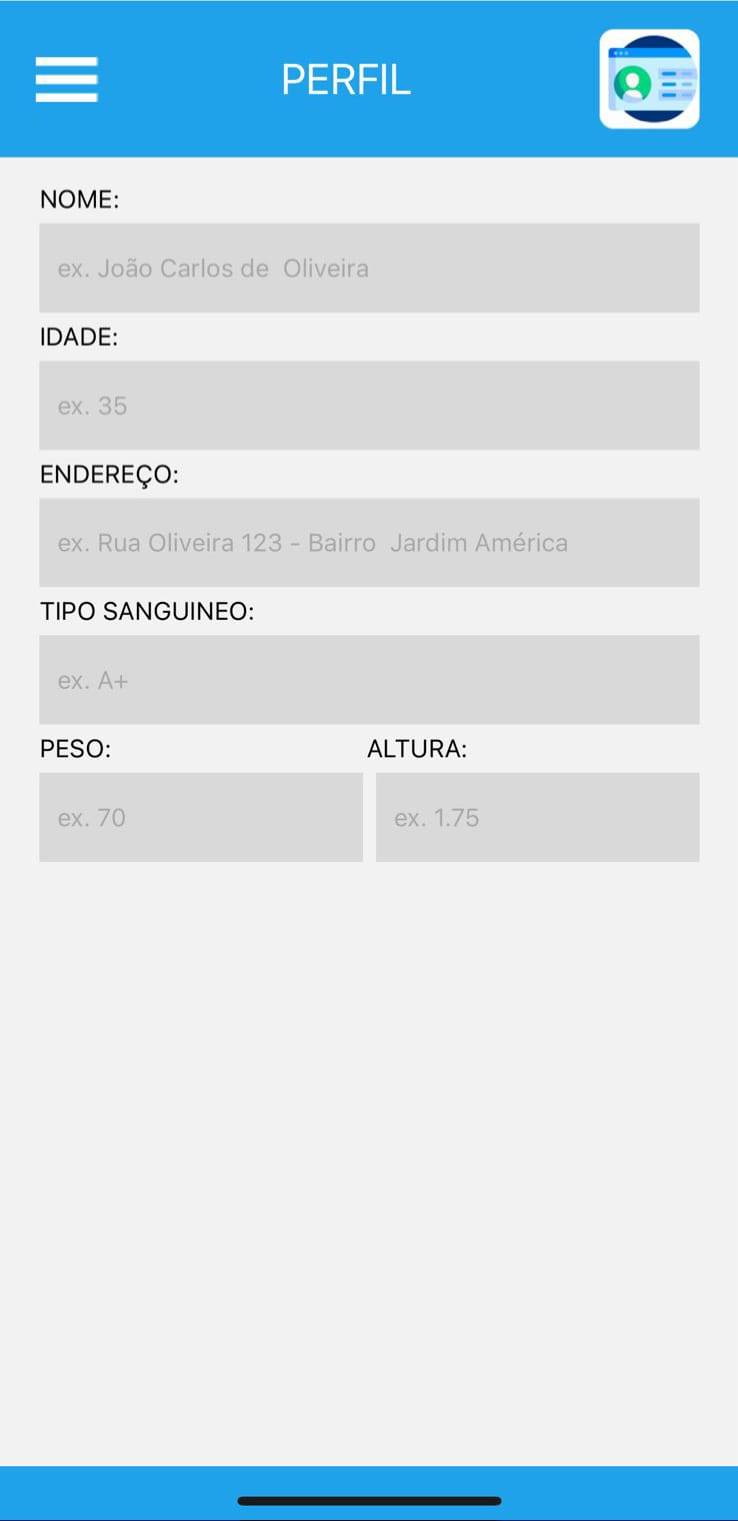 PERFIL
NOME:
ex. João Carlos de  Oliveira
IDADE:
ex. 35
ENDEREÇO:
ex. Rua Oliveira 123 - Bairro  Jardim América
TIPO SANGUINEO:
ex. A+
PESO: ALTURA:
ex. 70 ex. 1.75